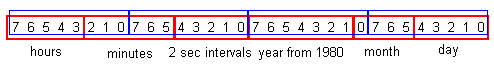 7 6 5 4 3 2 1 0 7 6 5 4 3 2 1 0 7 6 5 4 3 2 1 0 7 6 5 4 3 2 1 0
hours minutes 2 sec intervals year from 1980 month day